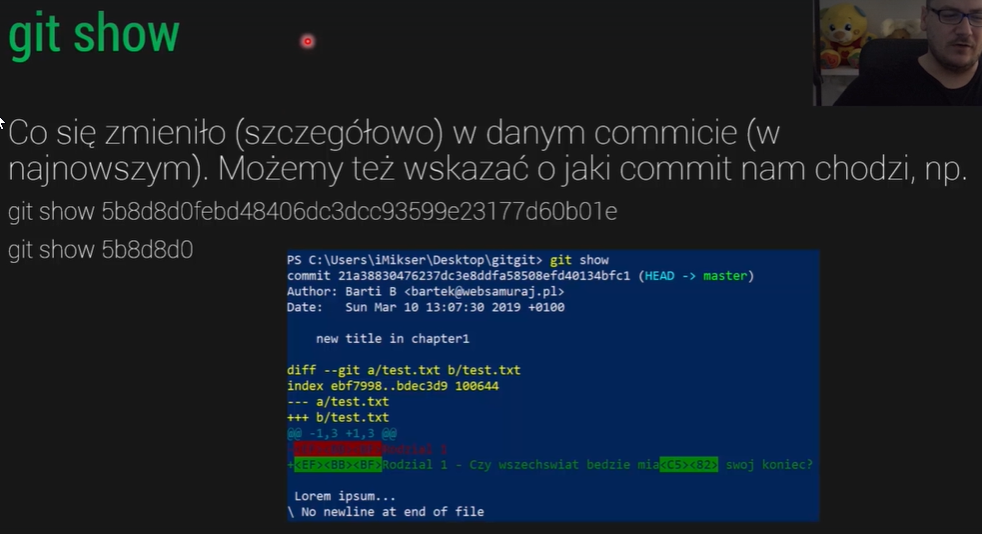 git show
Co się zmieniło (szczegółowo) w danym commicie (w
najnowszym). Możemy też wskazać o jaki commit nam chodzi, np.
git show 5b8d8d0febd48406dc3dcc93599e23177d60b01e
git show 5b8d8d0
PS C:\Users\iMikser\Desktop\gitgit> git show
commit 21a38830476237dc3e8ddfa58508efd40134bfc1 (HEAD -> master)
Author: Barti B <bartek@websamuraj.pl>
Date:   Sun Mar 10 13:07:30 2019 +0100
new title in chapter1
diff --git a/test.txt b/test.txt
index ebf7998..bdec3d9 100644
--- a/test.txt
+++ b/test.txt
@@ -1,3 +1,3 @@
+<EF><BB><BF>Rodzial 1 - Czy wszechswiat bedzie mia<C5><82> swoj koniec?
Lorem ipsum...
\ No newline at end of file